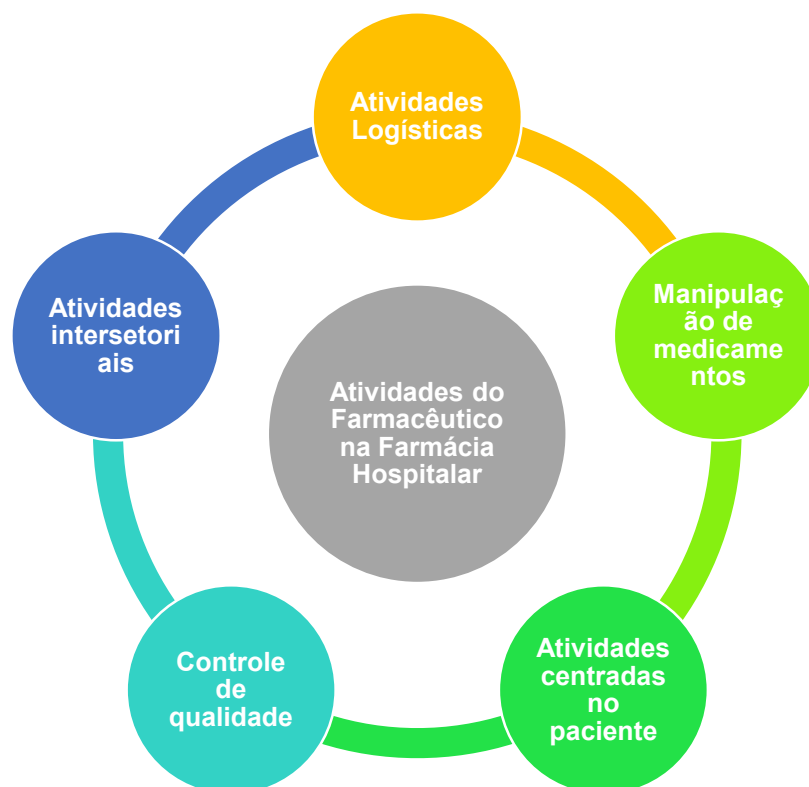 Atividades
Logísticas
Manipulaç
ão de
medicame
ntos
Atividades
centradas
no
paciente
Controle
de
qualidade
Atividades
intersetori
ais
Atividades do
Farmacêutico
na Farmácia
Hospitalar